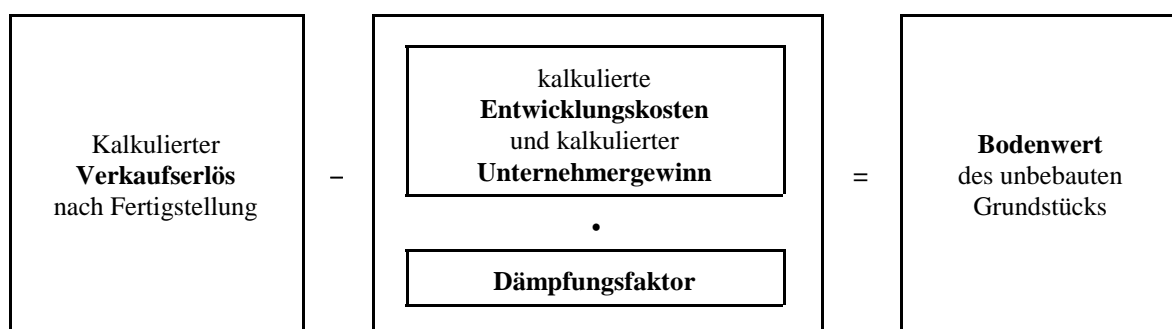 Kalkulierter
Verkaufserlös
nach Fertigstellung
–
kalkulierte
Entwicklungskosten
und kalkulierter
Unternehmergewinn
•
Dämpfungsfaktor
=
Bodenwert
des unbebauten
Grundstücks